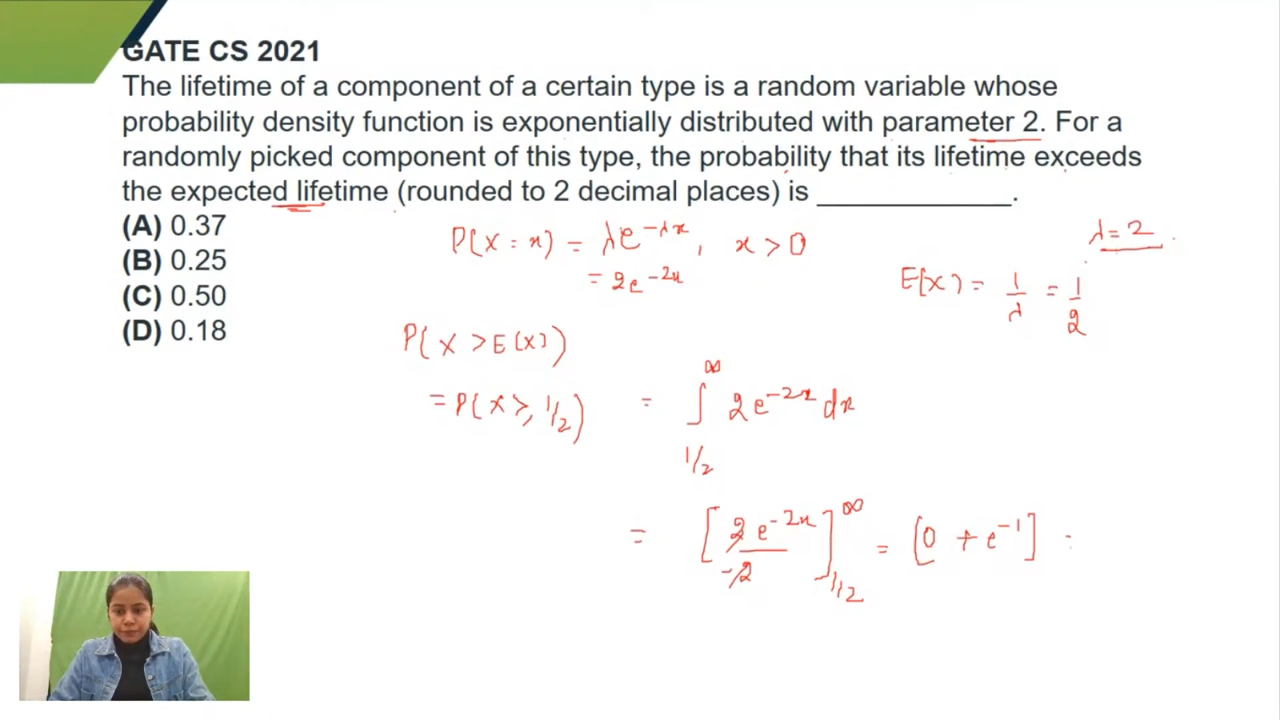 GATE CS 2021
The lifetime of a component of a certain type is a random variable whose
probability density function is exponentially distributed with parameter 2. For a
randomly picked component of this type, the probability that its lifetime exceeds
the expected lifetime (rounded to 2 decimal places) is ____________.
(A) 0.37
(B) 0.25
(C) 0.50
(D) 0.18
P(X = x) = λe^{-λx}, x > 0
= 2e^{-2x}
λ = 2
E(X) = 1/λ = 1/2
P(X > E(X))
= P(X >, 1/2) = ∫_{1/2}^{∞} 2e^{-2x} dx
= [2e^{-2x}/-2]_{1/2}^{∞} = [0 + e^{-1}] =